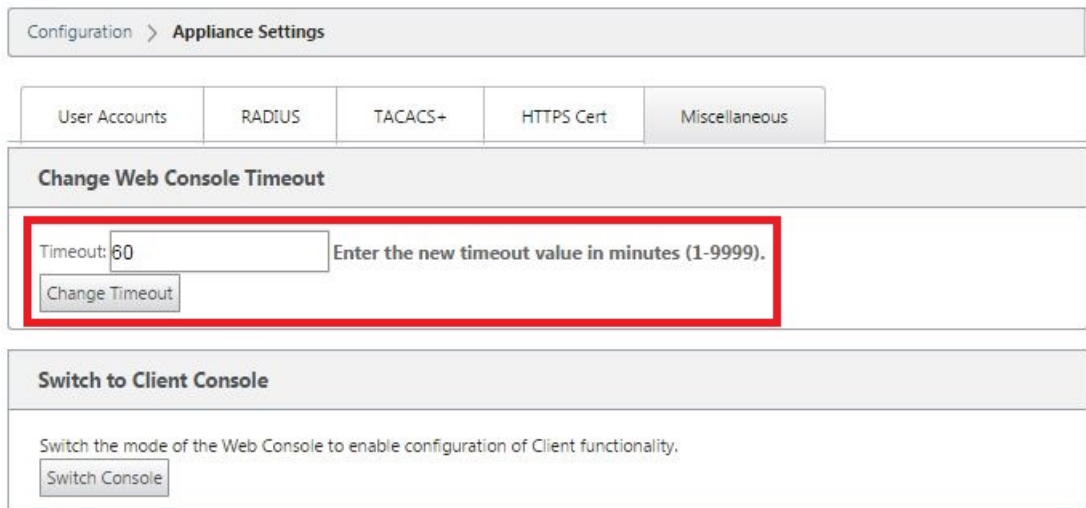 Configuration > Appliance Settings
User Accounts RADIUS TACACS+ HTTPS Cert Miscellaneous
Change Web Console Timeout
Timeout: 60 Enter the new timeout value in minutes (1-9999).
Change Timeout
Switch to Client Console
Switch the mode of the Web Console to enable configuration of Client functionality.
Switch Console